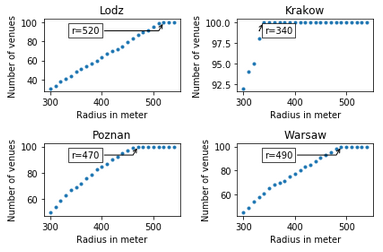 Lodz
Number of venues
100
80
60
40
r=520
300
400
500
Radius in meter
Krakow
Number of venues
100.0
97.5
95.0
92.5
r=340
300
400
500
Radius in meter
Poznan
Number of venues
100
80
60
r=470
300
400
500
Radius in meter
Warsaw
Number of venues
100
80
60
r=490
300
400
500
Radius in meter